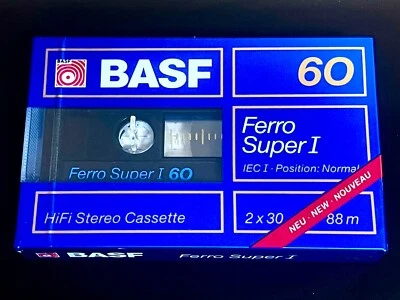 BASF
BASF
60
Ferro
Super I
IEC I · Position: Normal
Ferro Super I 60
NEU · NEW · NOUVEAU
HiFi Stereo Cassette
2 x 30
88 m
BASF
Ferro Super I